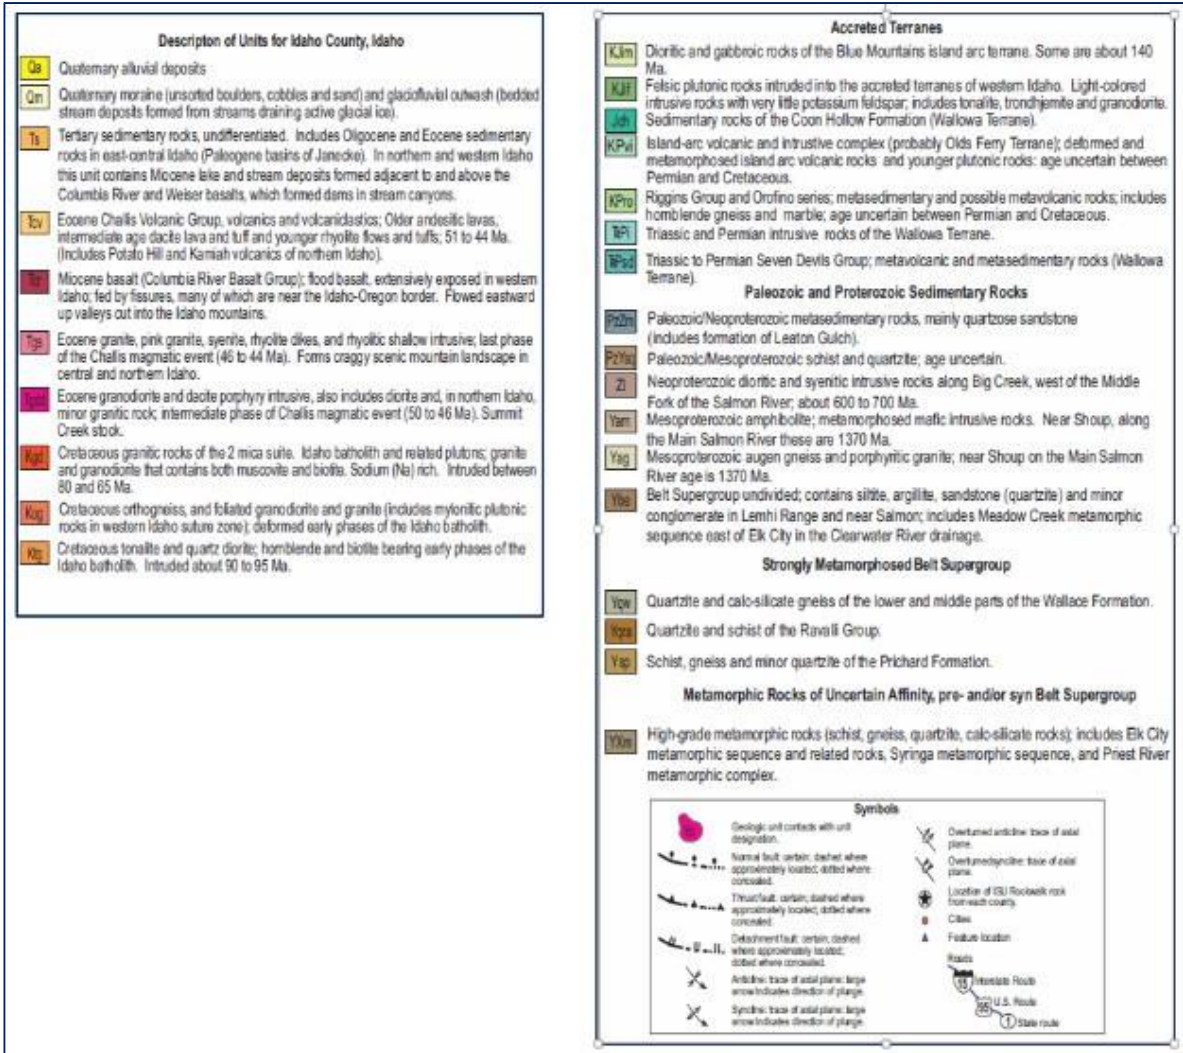 Descripton of Units for Idaho County, Idaho
Qa Quaternary alluvial deposits
Qm Quaternary moraine (unsorted boulders, cobbles and sand) and glaciofluvial outwash (bedded
stream deposits formed from streams draining active glacial ice).
Ts Tertiary sedimentary rocks, undifferentiated. Includes Oligocene and Eocene sedimentary
rocks in east-central Idaho (Paleogene basins of Janecke). In northern and western Idaho
this unit contains Miocene lake and stream deposits formed adjacent to and above the
Columbia River and Weiser basalts, which formed dams in stream canyons.
Tcv Eocene Challis Volcanic Group, volcanics and volcanidastics; Older andesitic lavas,
intermediate age dacite lava and tuff and younger rhyolite flows and tuffs; 51 to 44 Ma.
(Includes Potato Hill and Kamiah volcanics of northern Idaho).
Tcr Miocene basalt (Columbia River Basalt Group); flood basalt, extensively exposed in western
Idaho; fed by fissures, many of which are near the Idaho-Oregon border. Flowed eastward
up valleys cut into the Idaho mountains.
Tgs Eocene granite, pink granite, syenite, rhyolite dikes, and rhyolitic shallow intrusive; last phase
of the Challis magmatic event (46 to 44 Ma). Forms craggy scenic mountain landscape in
central and northern Idaho.
Tgdd Eocene granodiorite and dacite porphyry intrusive, also includes diorite and, in northern Idaho,
minor granitic rock; intermediate phase of Challis magmatic event (50 to 46 Ma). Summit
Creek stock.
Kgd Cretaceous granitic rocks of the 2 mica suite. Idaho batholith and related plutons; granite
and granodiorite that contains both muscovite and biotite. Sodium (Na) rich. Intruded between
80 and 65 Ma.
Kog Cretaceous orthogneiss, and foliated granodiorite and granite (includes mylonitic plutonic
rocks in western Idaho suture zone); deformed early phases of the Idaho batholith.
Ktg Cretaceous tonalite and quartz diorite; hornblende and biotite bearing early phases of the
Idaho batholith. Intruded about 90 to 95 Ma.
Accreted Terranes
KJim Dioritic and gabbroic rocks of the Blue Mountains island arc terrane. Some are about 140
Ma.
KJif Felsic plutonic rocks intruded into the accreted terranes of western Idaho. Light-colored
intrusive rocks with very little potassium feldspar; includes tonalite, trondhjemite and granodiorite.
Jch Sedimentary rocks of the Coon Hollow Formation (Wallowa Terrane).
KPvi Island-arc volcanic and intrustive complex (probably Olds Ferry Terrane); deformed and
metamorphosed island arc volcanic rocks and younger plutonic rocks: age uncertain between
Permian and Cretaceous.
KPro Riggins Group and Orofino series; metasedimentary and possible metavolcanic rocks; includes
hornblende gneiss and marble; age uncertain between Permian and Cretaceous.
TrPi Triassic and Permian intrusive rocks of the Wallowa Terrane.
TrPsd Triassic to Permian Seven Devils Group; metavolcanic and metasedimentary rocks (Wallowa
Terrane).
Paleozoic and Proterozoic Sedimentary Rocks
PzZm Paleozoic/Neoproterozoic metasedimentary rocks, mainly quartzose sandstone
(includes formation of Leaton Gulch).
PzYsq Paleozoic/Mesoproterozoic schist and quartzite; age uncertain.
Zi Neoproterozoic dioritic and syenitic intrusive rocks along Big Creek, west of the Middle
Fork of the Salmon River; about 600 to 700 Ma.
Yam Mesoproterozoic amphibolite; metamorphosed mafic intrusive rocks. Near Shoup, along
the Main Salmon River these are 1370 Ma.
Yag Mesoproterozoic augen gneiss and porphyritic granite; near Shoup on the Main Salmon
River age is 1370 Ma.
Ybe Belt Supergroup undivided; contains siltite, argillite, sandstone (quartzite) and minor
conglomerate in Lemhi Range and near Salmon; includes Meadow Creek metamorphic
sequence east of Elk City in the Clearwater River drainage.
Strongly Metamorphosed Belt Supergroup
Yqw Quartzite and calc-silicate gneiss of the lower and middle parts of the Wallace Formation.
Yqra Quartzite and schist of the Ravalli Group.
Ysp Schist, gneiss and minor quartzite of the Prichard Formation.
Metamorphic Rocks of Uncertain Affinity, pre- and/or syn Belt Supergroup
YXm High-grade metamorphic rocks (schist, gneiss, quartzite, calc-silicate rocks); includes Elk City
metamorphic sequence and related rocks, Syringa metamorphic sequence, and Priest River
metamorphic complex.
Symbols
Geologic unit contacts with unit
designation.
Normal fault: certain; dashed where
approximately located; dotted where
concealed.
Thrust fault: certain; dashed where
approximately located; dotted where
concealed.
Detachment fault: certain, dashed
where approximately located;
dotted where concealed.
Anticline: trace of axial plane: large
arrow indicates direction of plunge.
Syncline: trace of axial plane: large
arrow indicates direction of plunge.
Overturned anticline: trace of axial
plane.
Overturned syncline: trace of axial
plane.
Location of ISU Rockwalk rock
from each county.
Cities
Feature location
Roads
15 Interstate Route
95 U.S. Route
1 State route